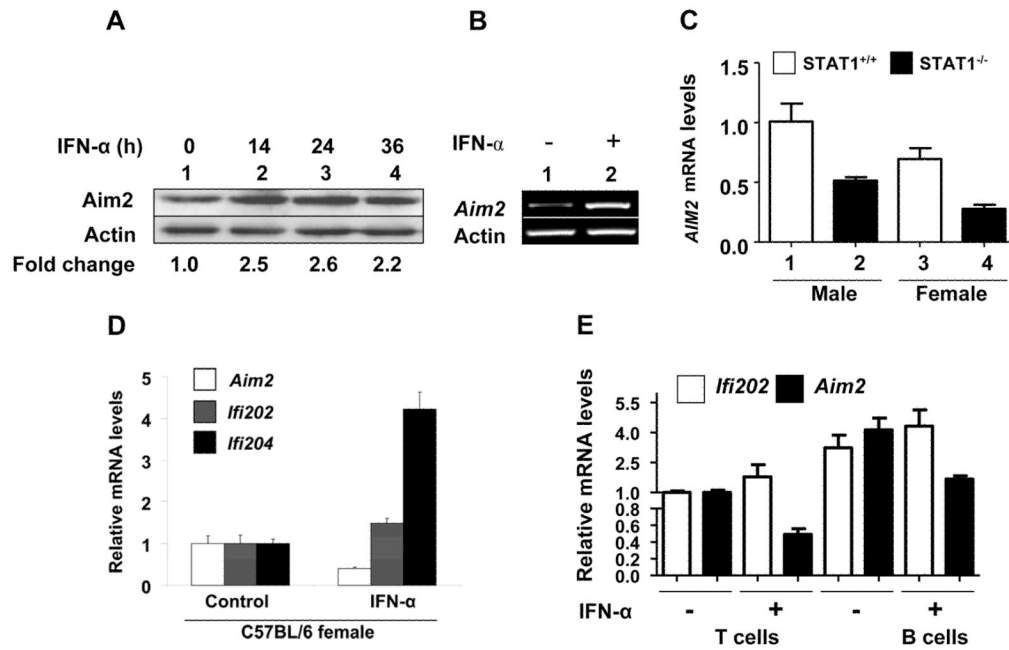 A
IFN-α (h) 0 14 24 36
1 2 3 4
Aim2
Actin
Fold change 1.0 2.5 2.6 2.2
B
IFN-α - +
1 2
Aim2
Actin
C
STAT1+/+ STAT1-/-
AIM2 mRNA levels
1.5
1.0
0.5
0.0
1 2 3 4
Male Female
D
Relative mRNA levels
5
4
3
2
1
0
Aim2
Ifi202
Ifi204
Control IFN-α
C57BL/6 female
E
Ifi202 Aim2
Relative mRNA levels
5.5
4.0
2.5
1.0
0.8
0.6
0.4
0.2
0.0
IFN-α - + - +
T cells B cells